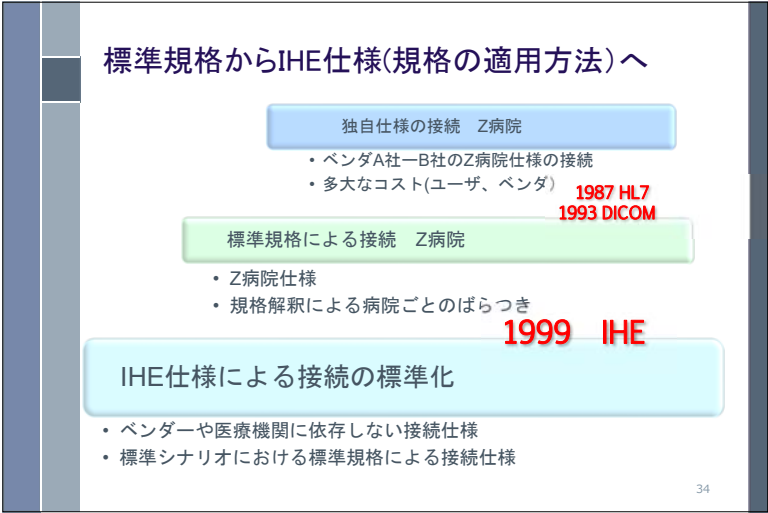 標準規格からIHE仕様(規格の適用方法)へ
独自仕様の接続　Z病院
・ベンダA社ーB社のZ病院仕様の接続
・多大なコスト(ユーザ、ベンダ)
1987 HL7
1993 DICOM
標準規格による接続　Z病院
・Z病院仕様
・規格解釈による病院ごとのばらつき
1999　IHE
IHE仕様による接続の標準化
・ベンダーや医療機関に依存しない接続仕様
・標準シナリオにおける標準規格による接続仕様
34